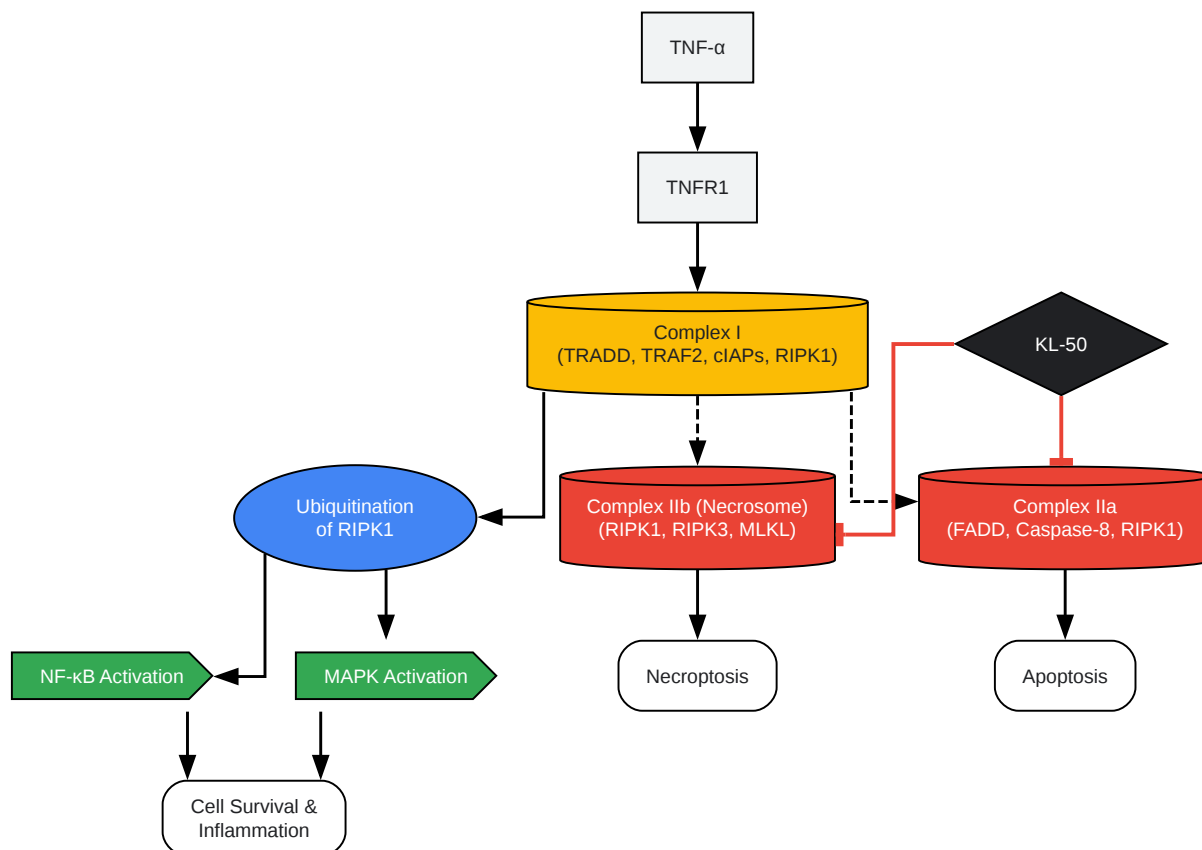 TNF-α
TNFR1
Complex I
(TRADD, TRAF2, cIAPs, RIPK1)
KL-50
Ubiquitination
of RIPK1
Complex IIb (Necrosome)
(RIPK1, RIPK3, MLKL)
Complex IIa
(FADD, Caspase-8, RIPK1)
NF-κB Activation
MAPK Activation
Necroptosis
Apoptosis
Cell Survival &
Inflammation